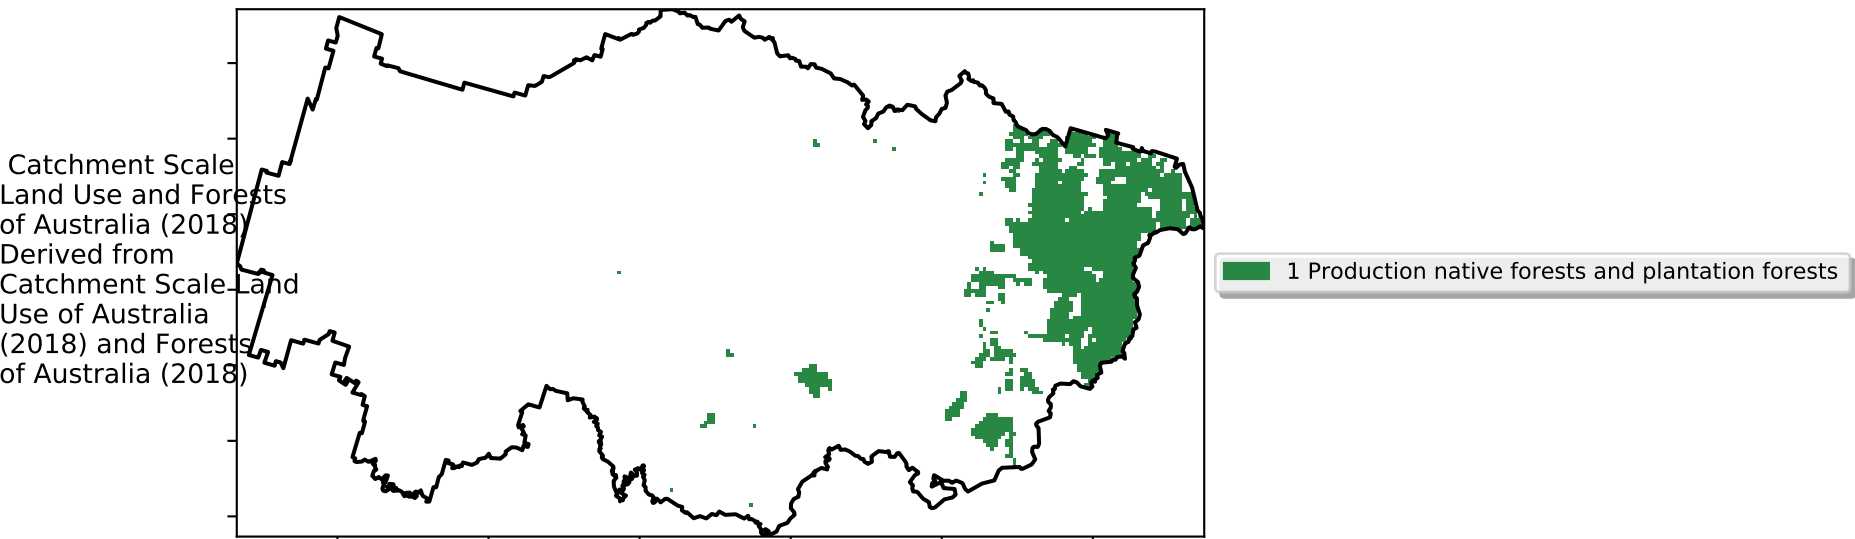 Catchment Scale
Land Use and Forests
of Australia (2018)
Derived from
Catchment Scale Land
Use of Australia
(2018) and Forests
of Australia (2018)
1 Production native forests and plantation forests